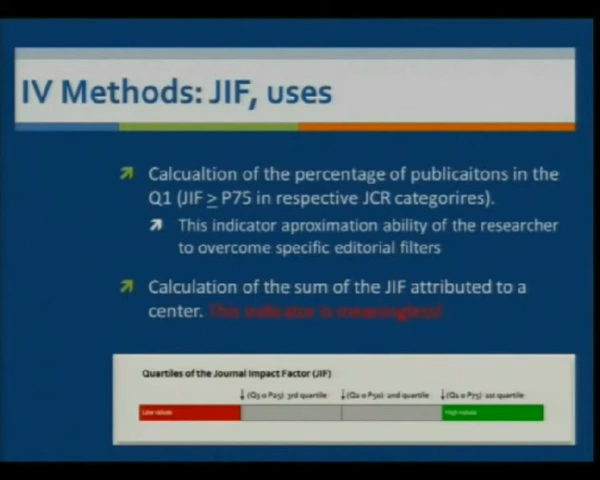 IV Methods: JIF, uses
Calcualtion of the percentage of publicaitons in the
Q1 (JIF > P75 in respective JCR categorires).
This indicator aproximation ability of the researcher
to overcome specific editorial filters
Calculation of the sum of the JIF attributed to a
center. This indicator is meaningless!
Quartiles of the Journal Impact Factor (JIF)
(Q3 o P25) 3rd quartile (Q2 o P50) 2nd quartile (Q1 o P75) 1st quartile
Low values High values